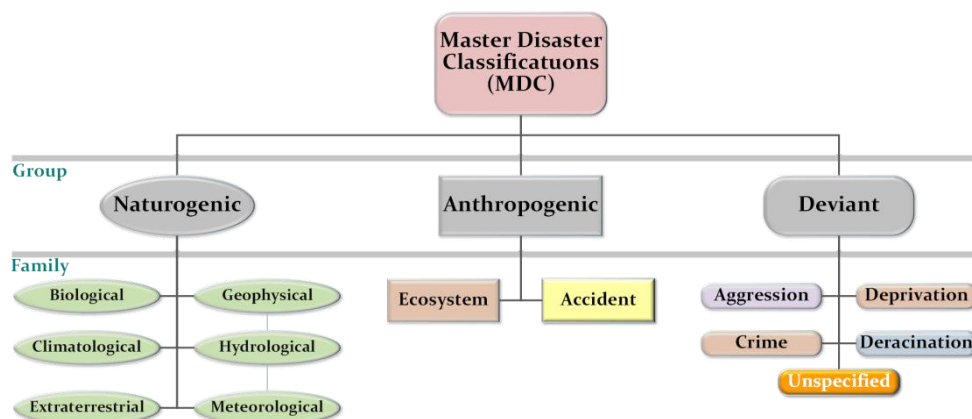 Master Disaster
Classificatuons
(MDC)
Group
Naturogenic
Anthropogenic
Deviant
Family
Biological
Geophysical
Ecosystem
Accident
Aggression
Deprivation
Climatological
Hydrological
Crime
Deracination
Extraterrestrial
Meteorological
Unspecified